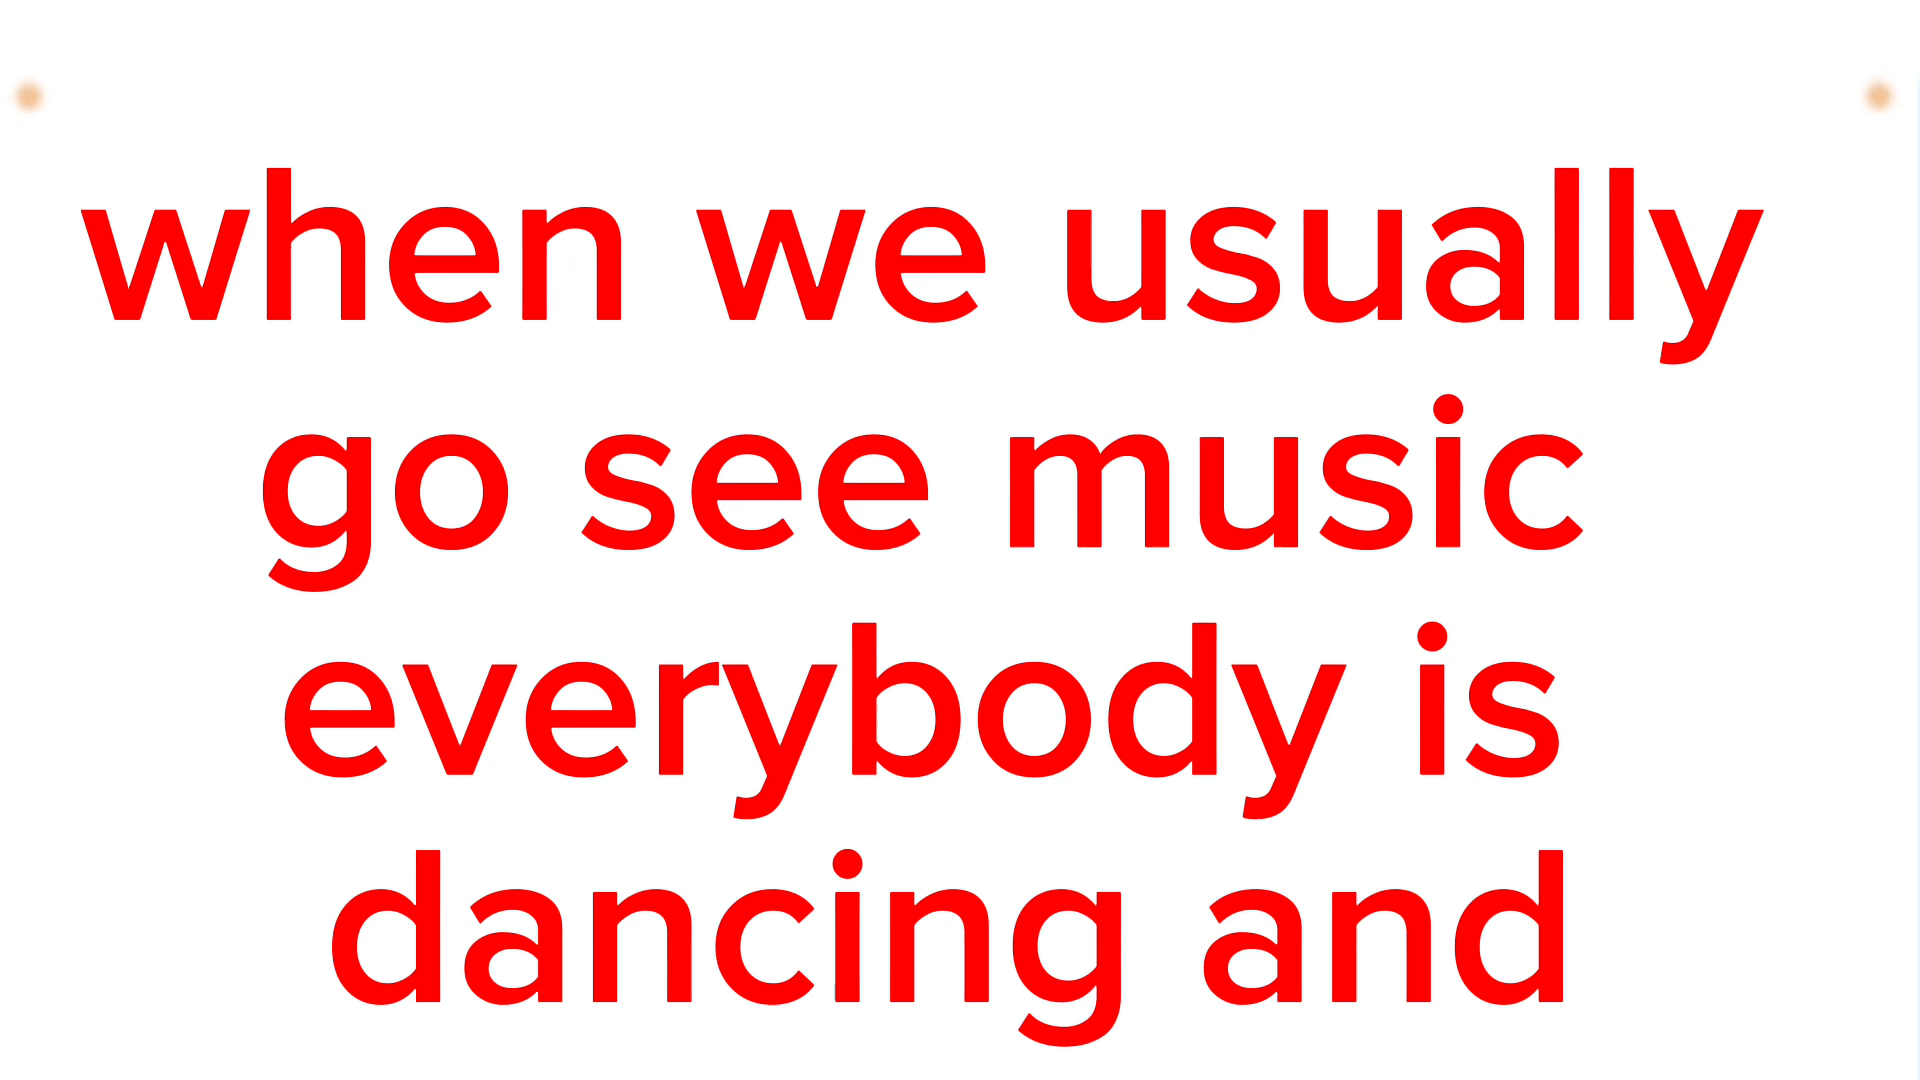 when we usually
go see music
everybody is
dancing and